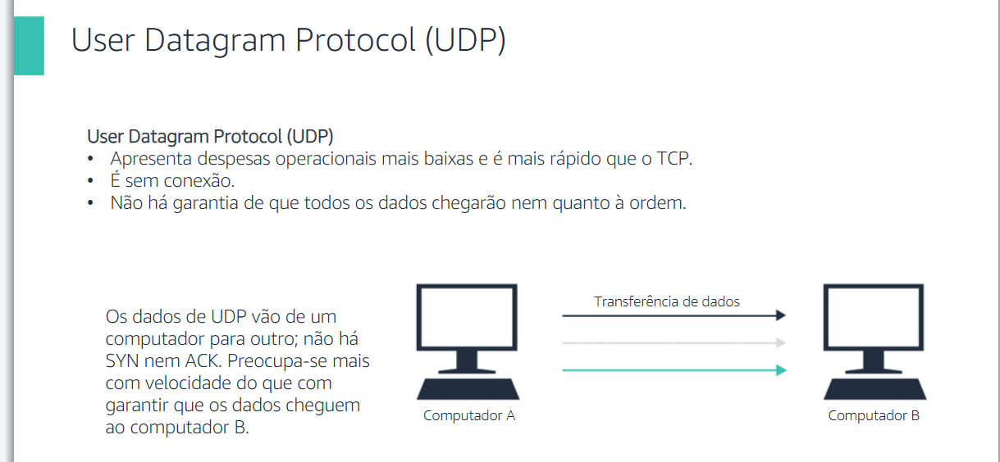 User Datagram Protocol (UDP)
User Datagram Protocol (UDP)
• Apresenta despesas operacionais mais baixas e é mais rápido que o TCP.
• É sem conexão.
• Não há garantia de que todos os dados chegarão nem quanto à ordem.
Os dados de UDP vão de um
computador para outro; não há
SYN nem ACK. Preocupa-se mais
com velocidade do que com
garantir que os dados cheguem
ao computador B.
Transferência de dados
Computador A
Computador B